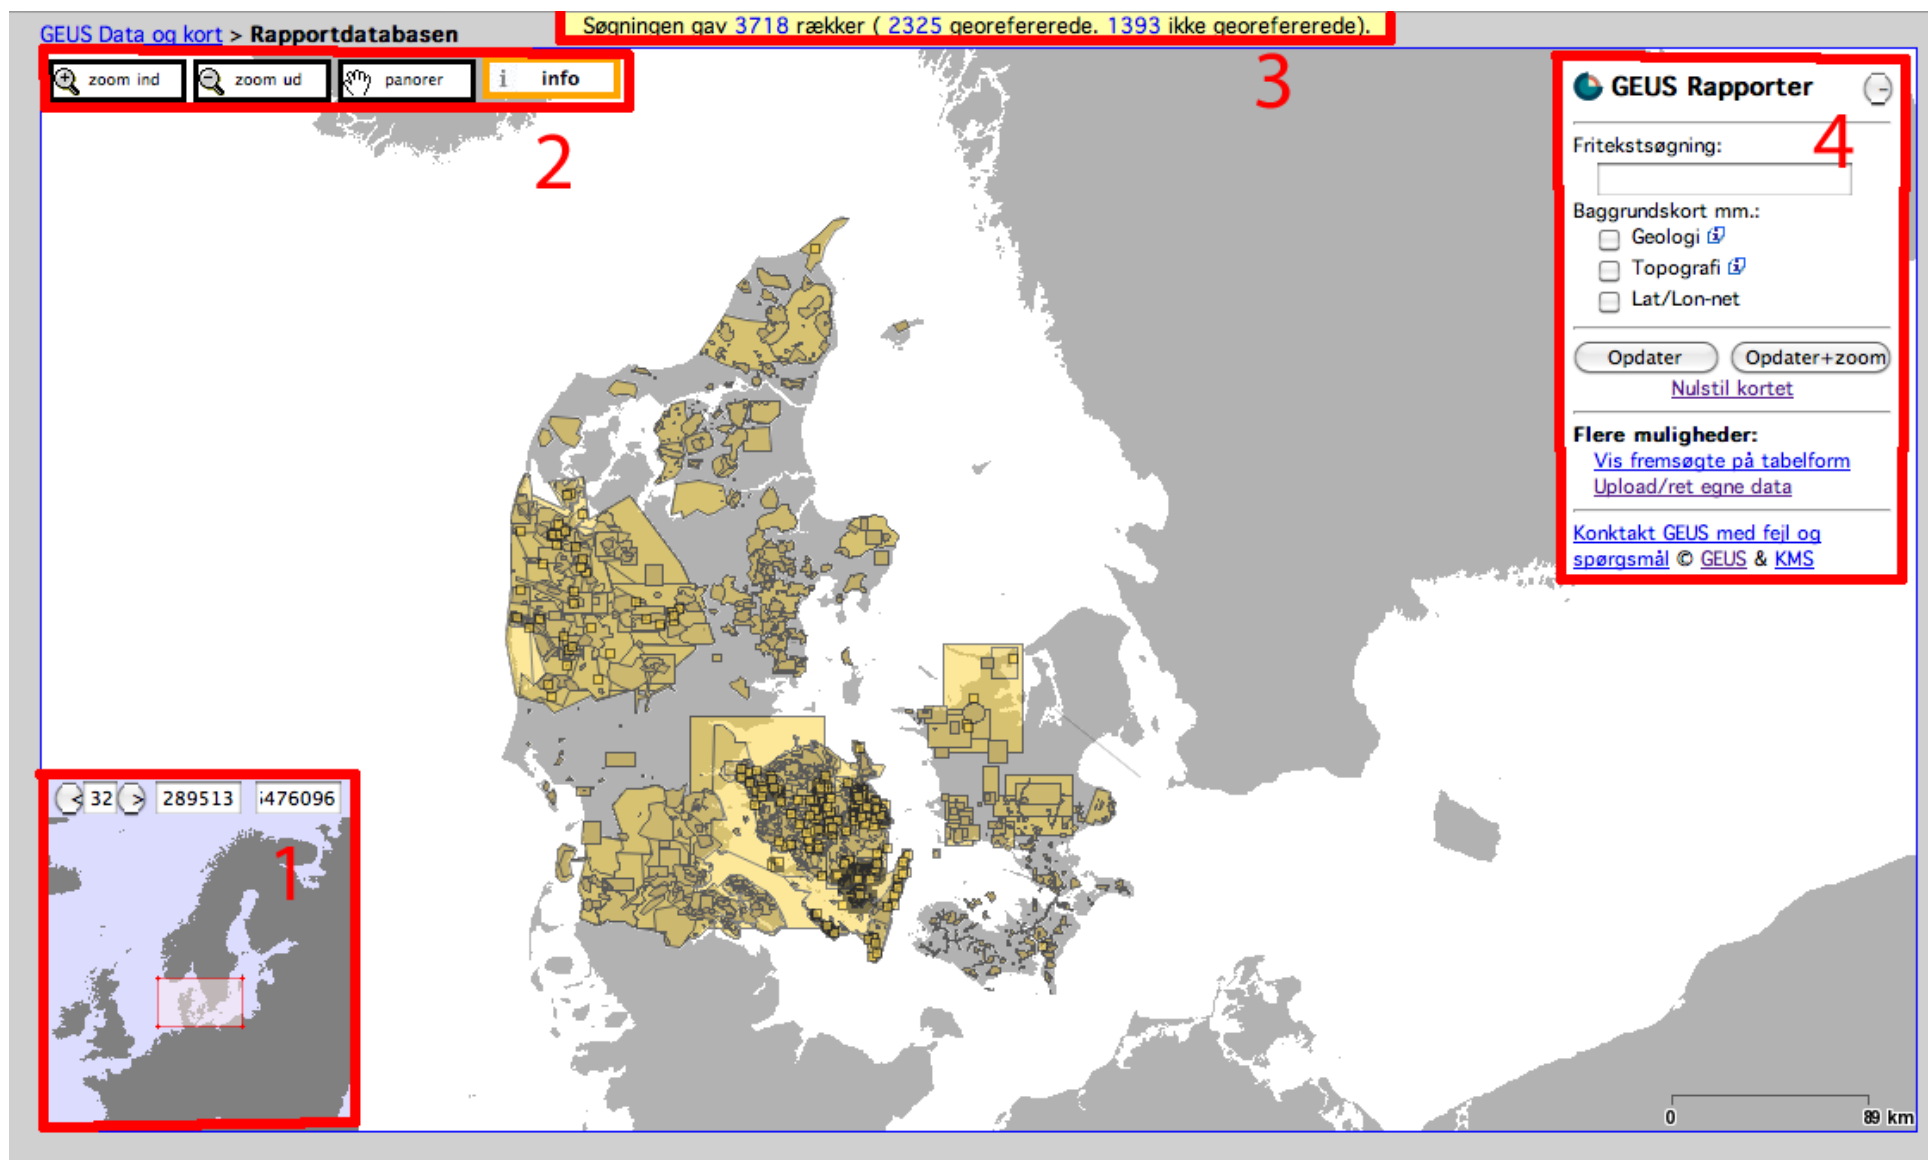 GEUS Data og kort > Rapportdatabasen
Søgningen gav 3718 rækker ( 2325 georefererede. 1393 ikke georefererede).
zoom ind
zoom ud
panorer
i info
2
3
GEUS Rapporter
4
Fritekstsøgning:
Baggrundskort mm.:
Geologi
Topografi
Lat/Lon-net
Opdater
Opdater+zoom
Nulstil kortet
Flere muligheder:
Vis fremsøgte på tabelform
Upload/ret egne data
Konktakt GEUS med fejl og
spørgsmål © GEUS & KMS
< 32 > 289513 6476096
1
0 89 km